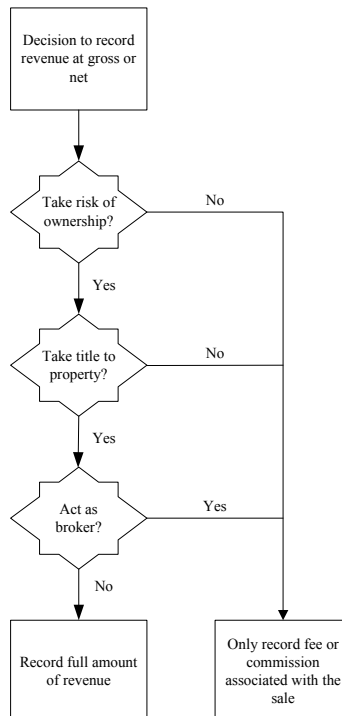 Decision to record
revenue at gross or
net
Take risk of
ownership?
No
Yes
Take title to
property?
No
Yes
Act as
broker?
Yes
No
Record full amount
of revenue
Only record fee or
commission
associated with the
sale